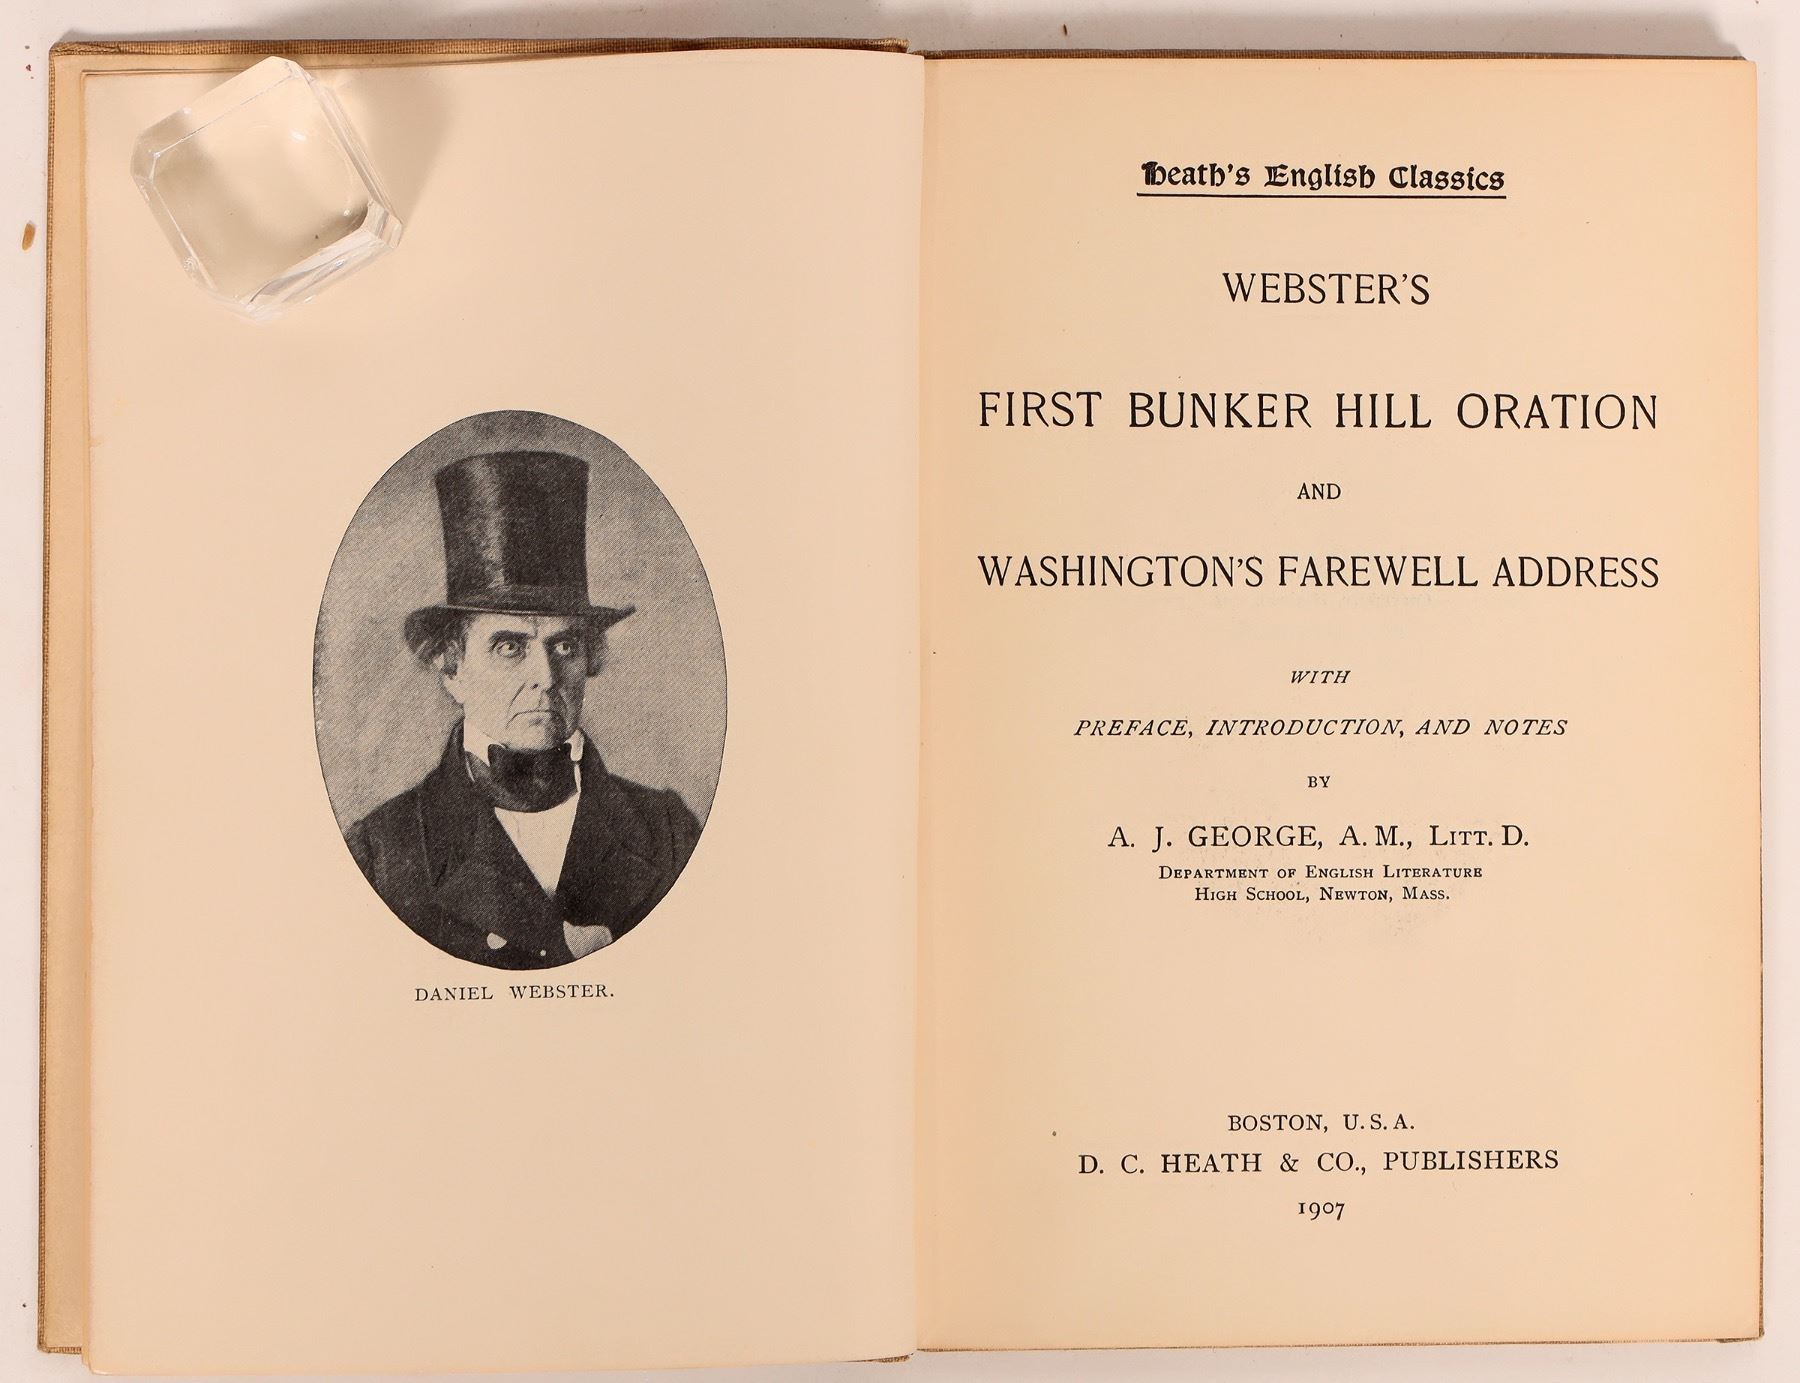 DANIEL WEBSTER.
Heath's English Classics
WEBSTER'S
FIRST BUNKER HILL ORATION
AND
WASHINGTON'S FAREWELL ADDRESS
WITH
PREFACE, INTRODUCTION, AND NOTES
BY
A. J. GEORGE, A.M., LITT. D.
DEPARTMENT OF ENGLISH LITERATURE
HIGH SCHOOL, NEWTON, MASS.
BOSTON, U.S.A.
D. C. HEATH & CO., PUBLISHERS
1907